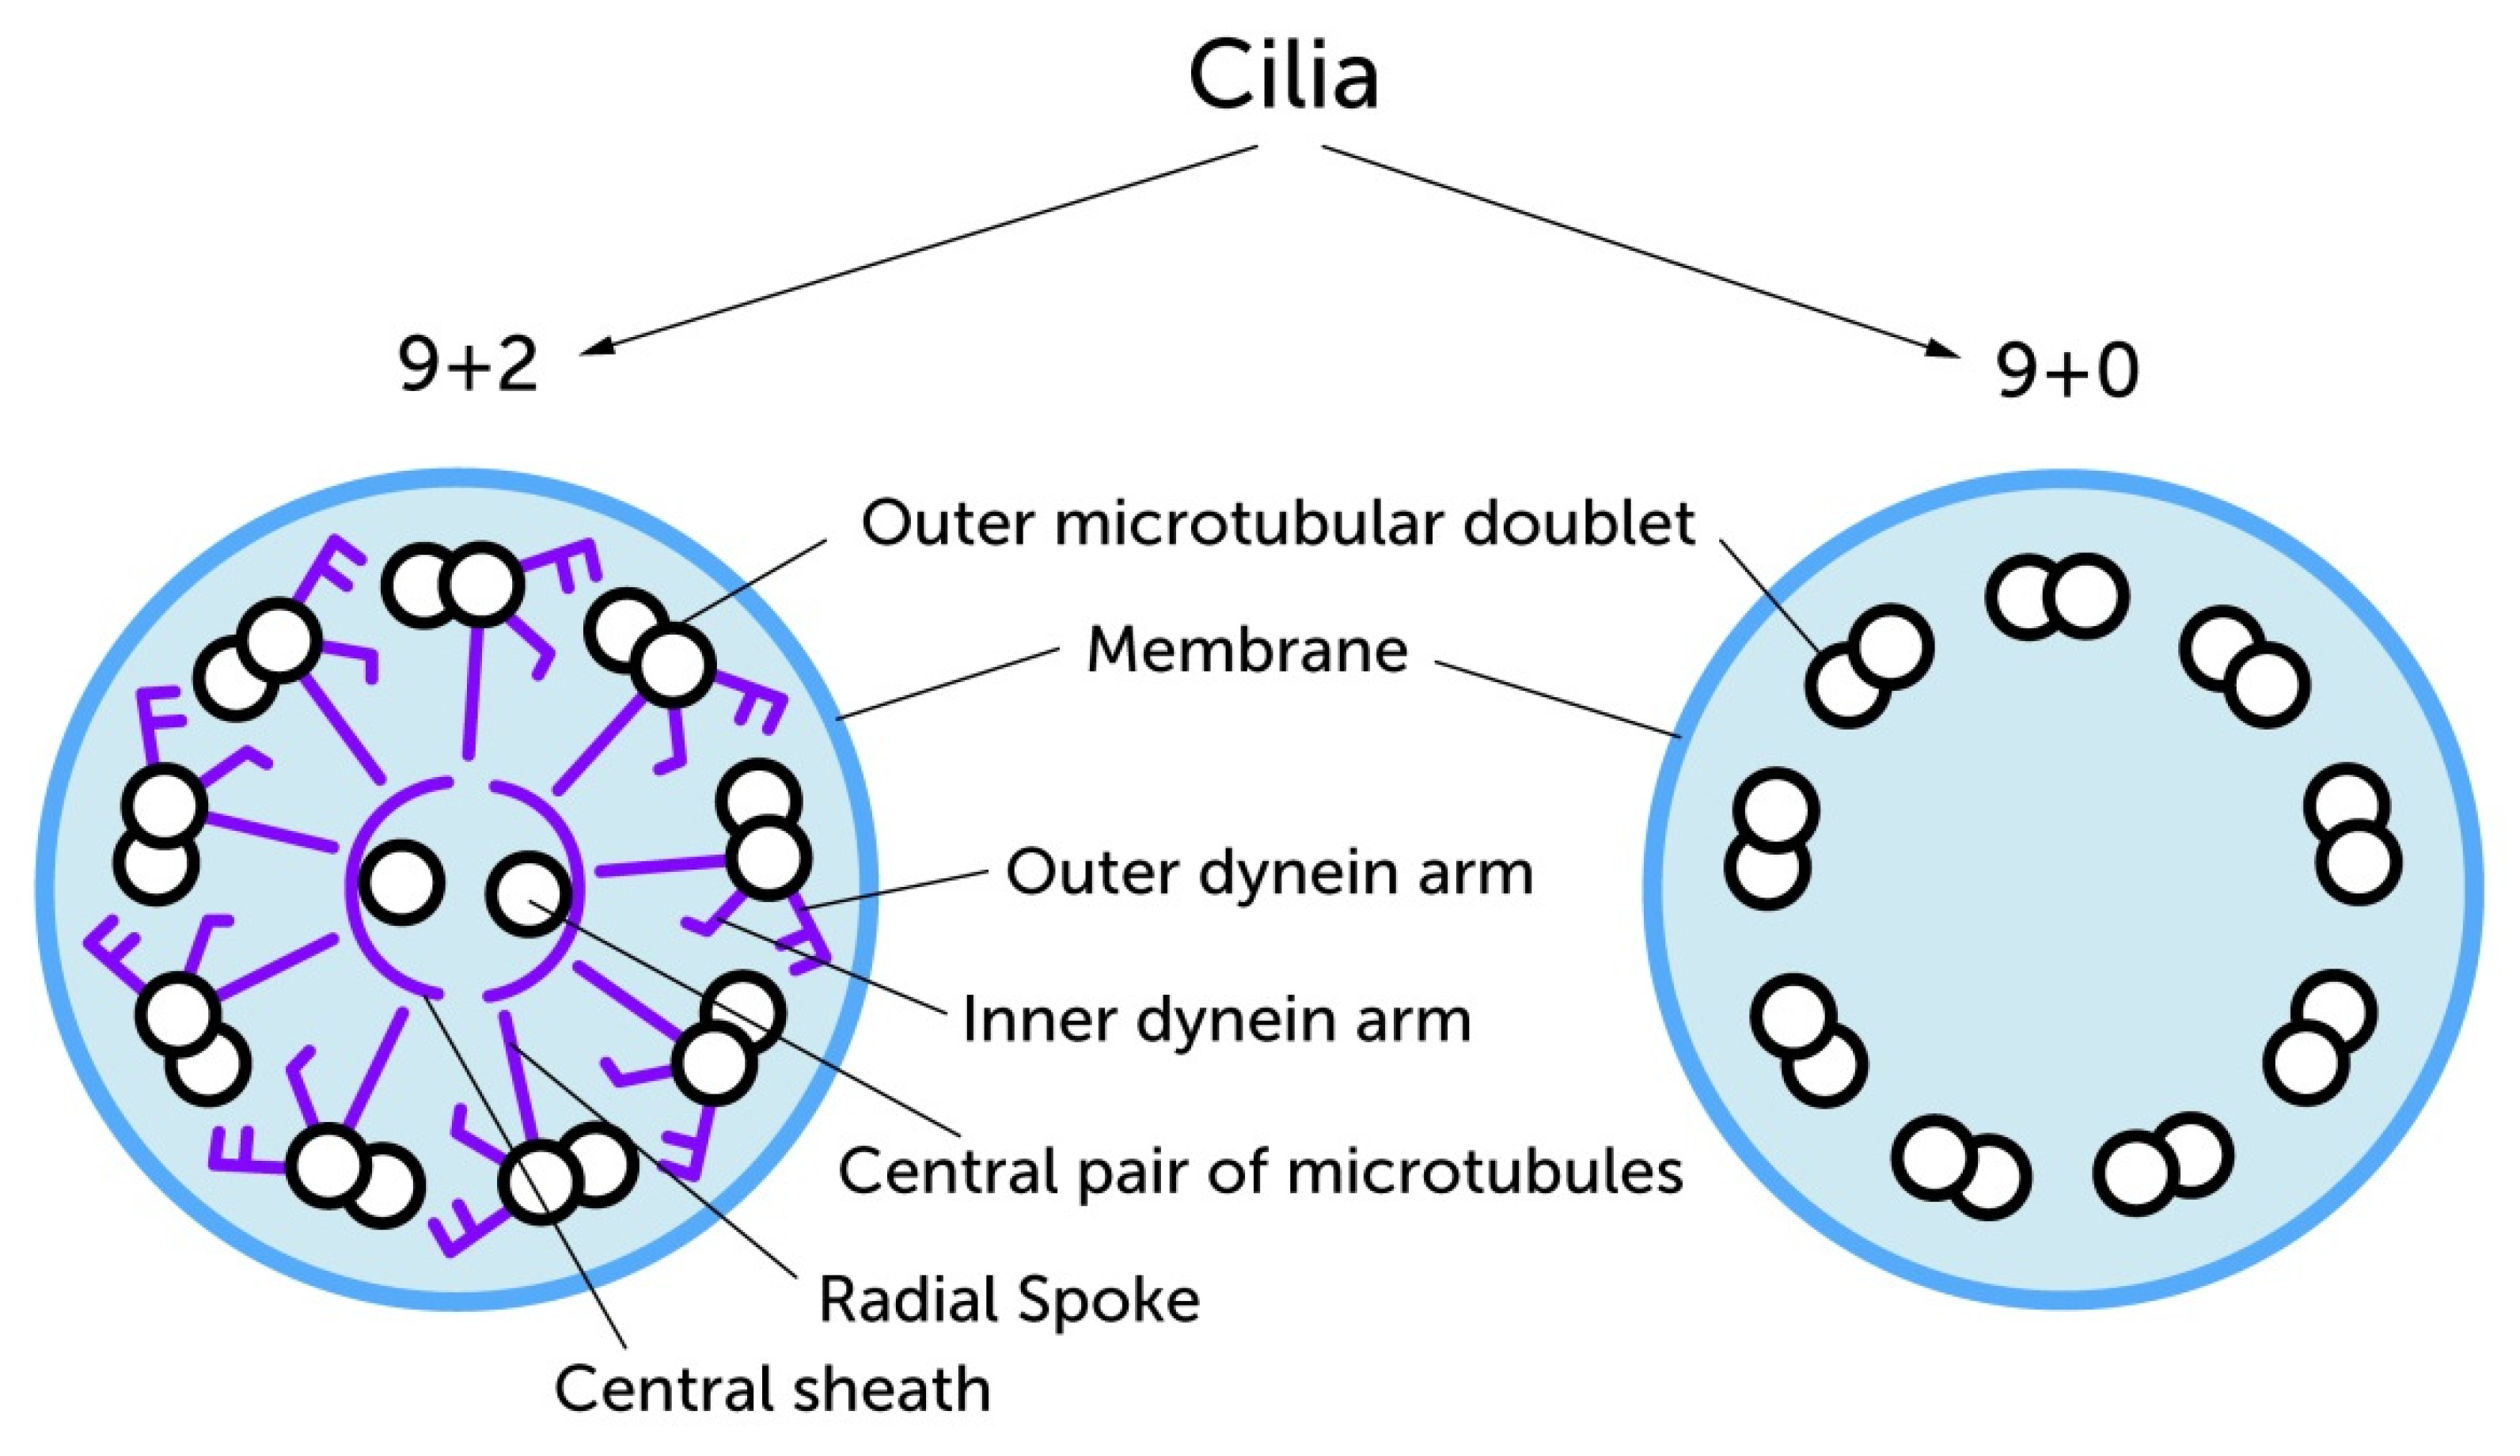 Cilia
9+2
9+0
Outer microtubular doublet
Membrane
Outer dynein arm
Inner dynein arm
Central pair of microtubules
Radial Spoke
Central sheath